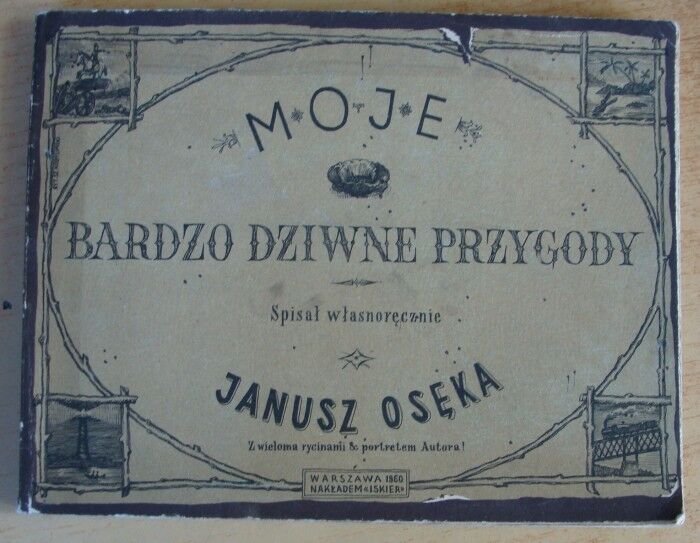 MOJE
BARDZO DZIWNE PRZYGODY
Spisał własnoręcznie
JANUSZ OSĘKA
Z wieloma rycinami & portretem Autora!
WARSZAWA 1960
NAKŁADEM «ISKIER»